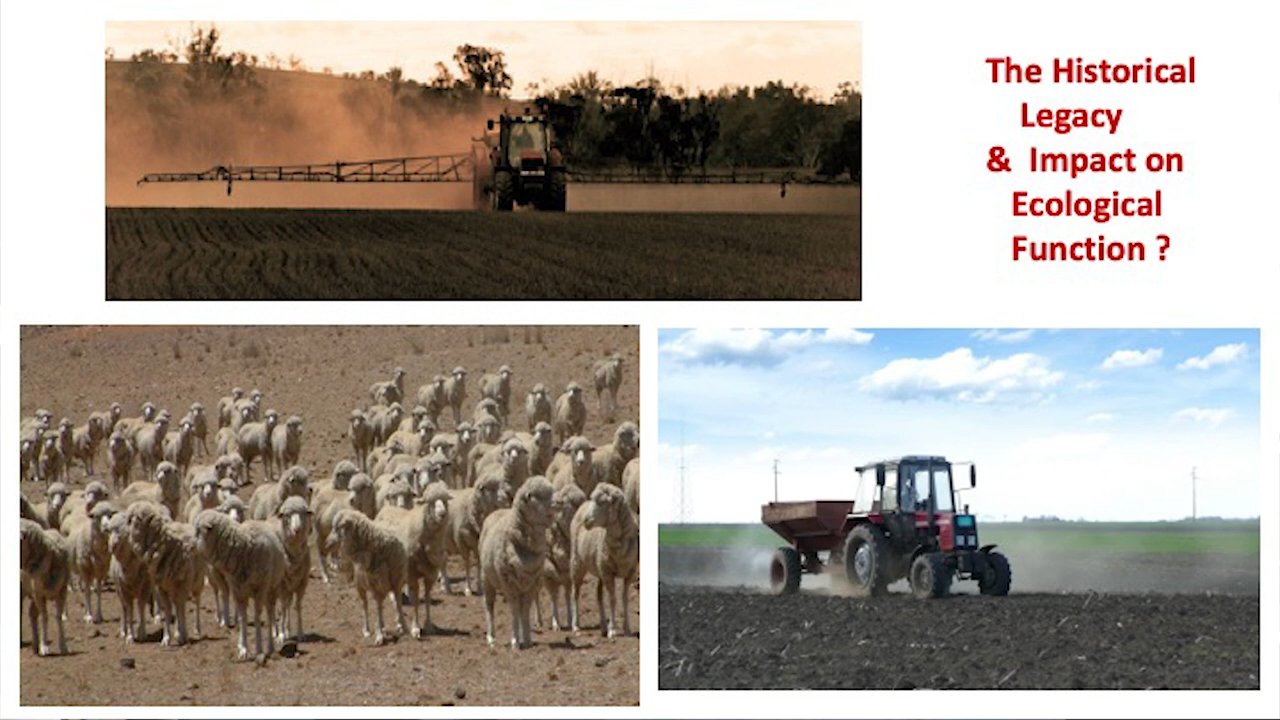 The Historical
Legacy
& Impact on
Ecological
Function ?